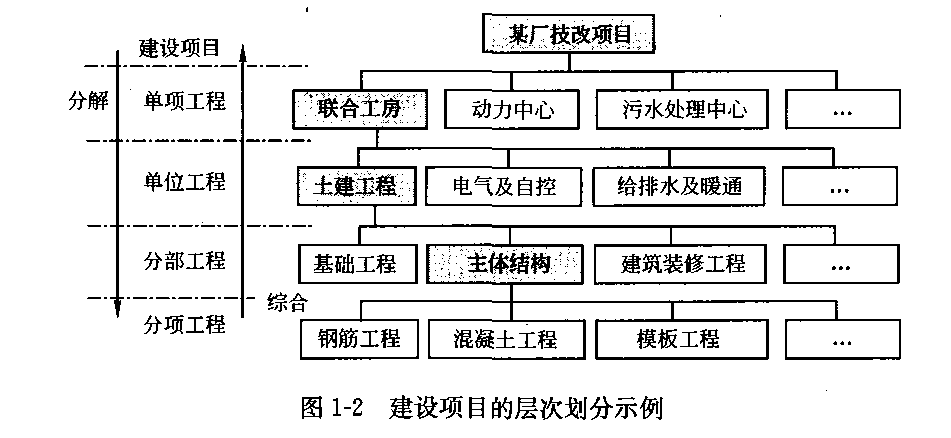 建设项目
某厂技改项目
分解
单项工程
联合工房
动力中心
污水处理中心
…
单位工程
土建工程
电气及自控
给排水及暖通
…
分部工程
基础工程
主体结构
建筑装修工程
…
综合
分项工程
钢筋工程
混凝土工程
模板工程
…
图 1-2 建设项目的层次划分示例